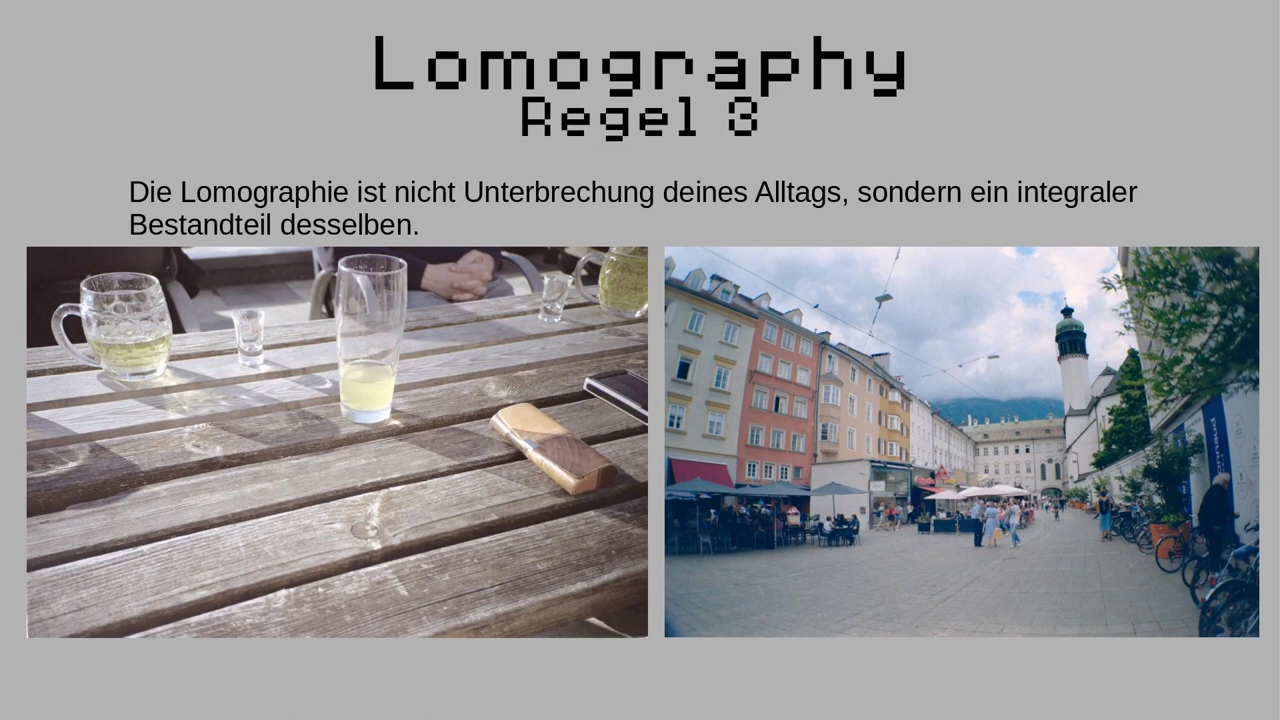 Lomography
Regel 3
Die Lomographie ist nicht Unterbrechung deines Alltags, sondern ein integraler
Bestandteil desselben.